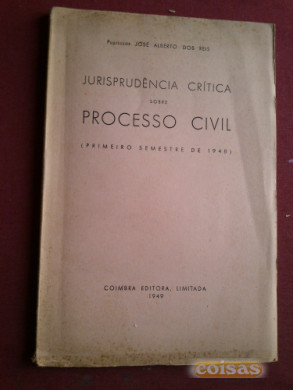 Professor JOSÉ ALBERTO DOS REIS
JURISPRUDÊNCIA CRÍTICA
SOBRE
PROCESSO CIVIL
(PRIMEIRO SEMESTRE DE 1948)
COIMBRA EDITORA, LIMITADA
1949
coisas